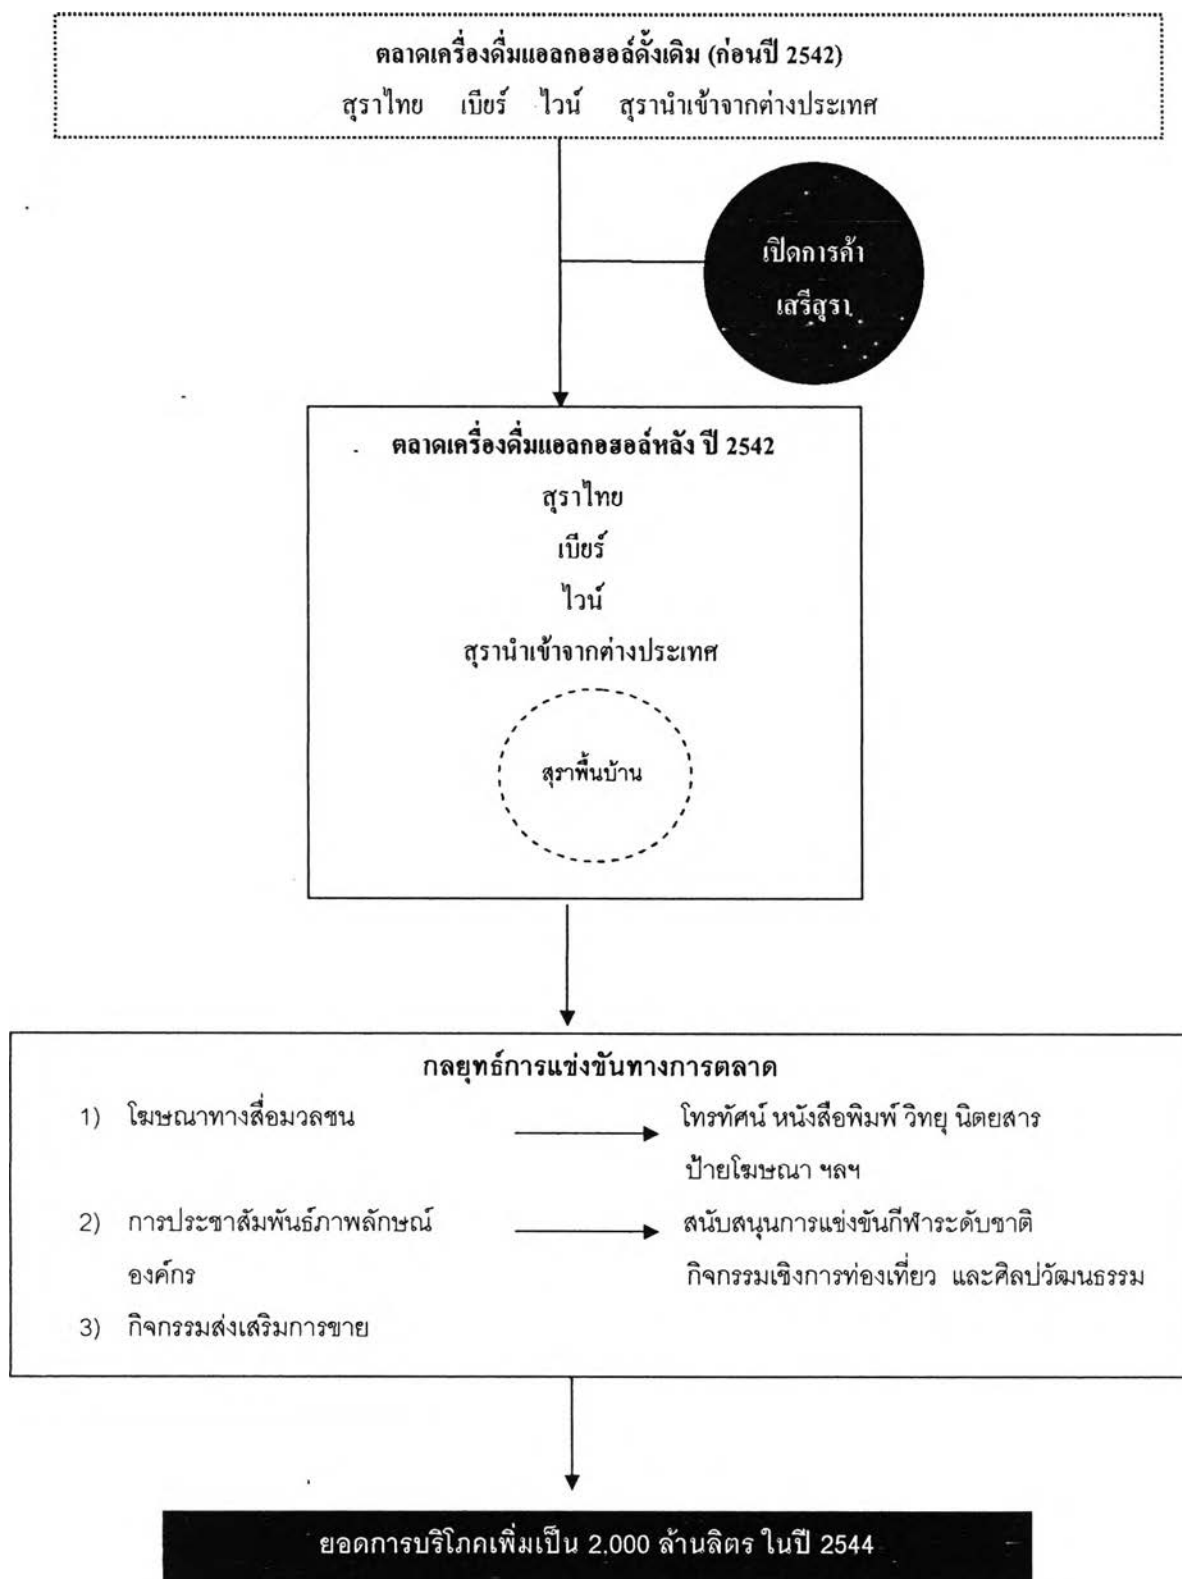 ตลาดเครื่องดื่มแอลกอฮอล์ดั้งเดิม (ก่อนปี 2542)
สุราไทย เบียร์ ไวน์ สุรานำเข้าจากต่างประเทศ
เปิดการค้า
เสรีสุรา
ตลาดเครื่องดื่มแอลกอฮอล์หลัง ปี 2542
สุราไทย
เบียร์
ไวน์
สุรานำเข้าจากต่างประเทศ
สุราพื้นบ้าน
กลยุทธ์การแข่งขันทางการตลาด
1) โฆษณาทางสื่อมวลชน
โทรทัศน์ หนังสือพิมพ์ วิทยุ นิตยสาร
ป้ายโฆษณา ฯลฯ
2) การประชาสัมพันธ์ภาพลักษณ์
องค์กร
สนับสนุนการแข่งขันกีฬาระดับชาติ
กิจกรรมเชิงการท่องเที่ยว และศิลปวัฒนธรรม
3) กิจกรรมส่งเสริมการขาย
ยอดการบริโภคเพิ่มเป็น 2,000 ล้านลิตร ในปี 2544